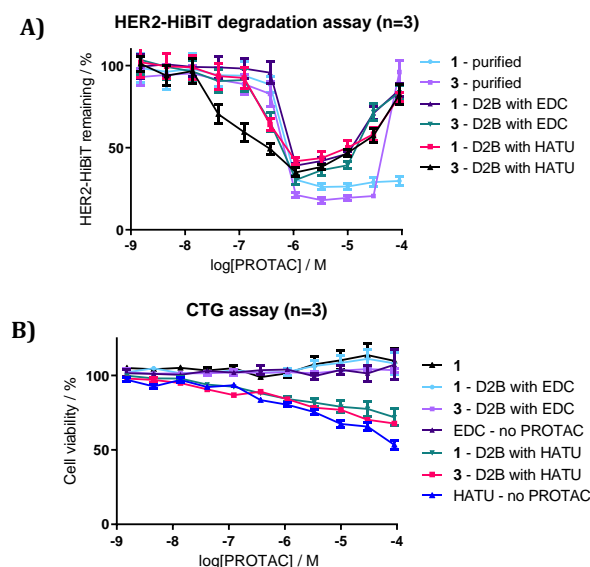 A)
HER2-HiBiT degradation assay (n=3)
HER2-HiBiT remaining / %
100
50
0
-9 -8 -7 -6 -5 -4
log[PROTAC] / M
1 - purified
3 - purified
1 - D2B with EDC
3 - D2B with EDC
1 - D2B with HATU
3 - D2B with HATU
B)
CTG assay (n=3)
Cell viability / %
100
50
0
-9 -8 -7 -6 -5 -4
log[PROTAC] / M
1
1 - D2B with EDC
3 - D2B with EDC
EDC - no PROTAC
1 - D2B with HATU
3 - D2B with HATU
HATU - no PROTAC